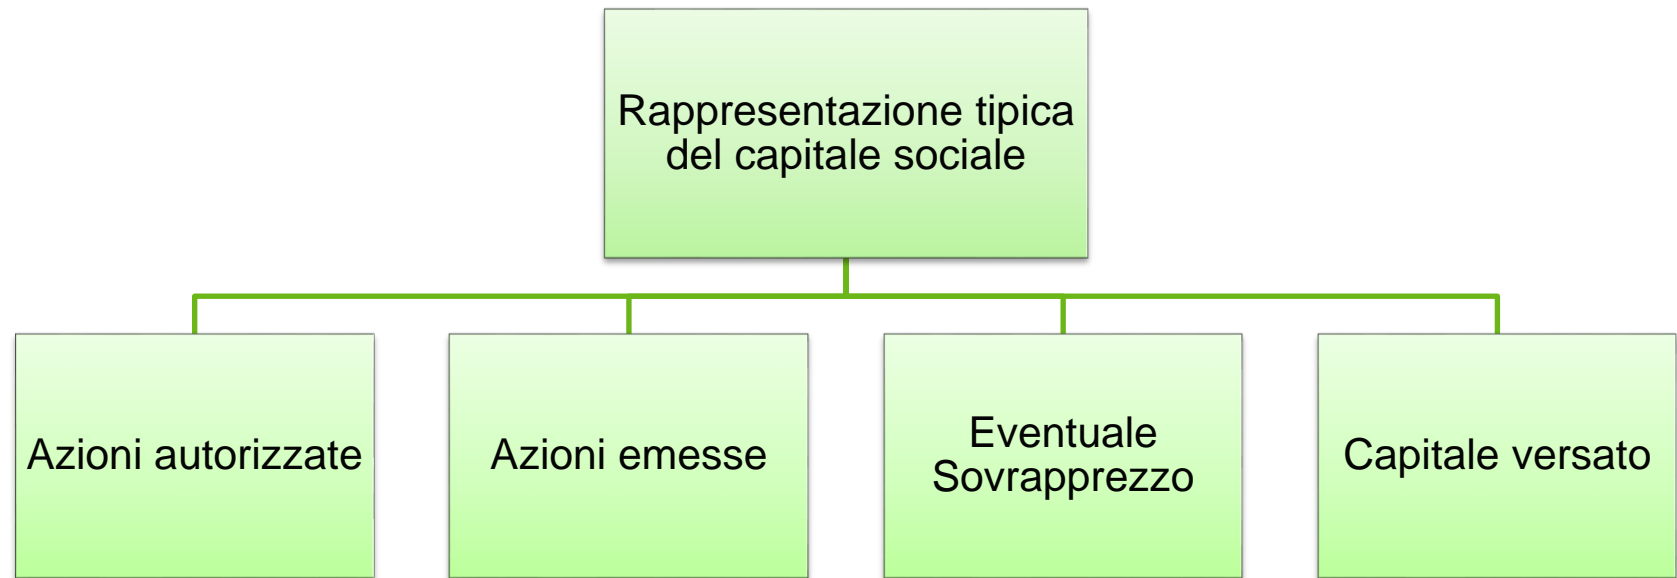 Rappresentazione tipica
del capitale sociale
Azioni autorizzate
Azioni emesse
Eventuale
Sovrapprezzo
Capitale versato